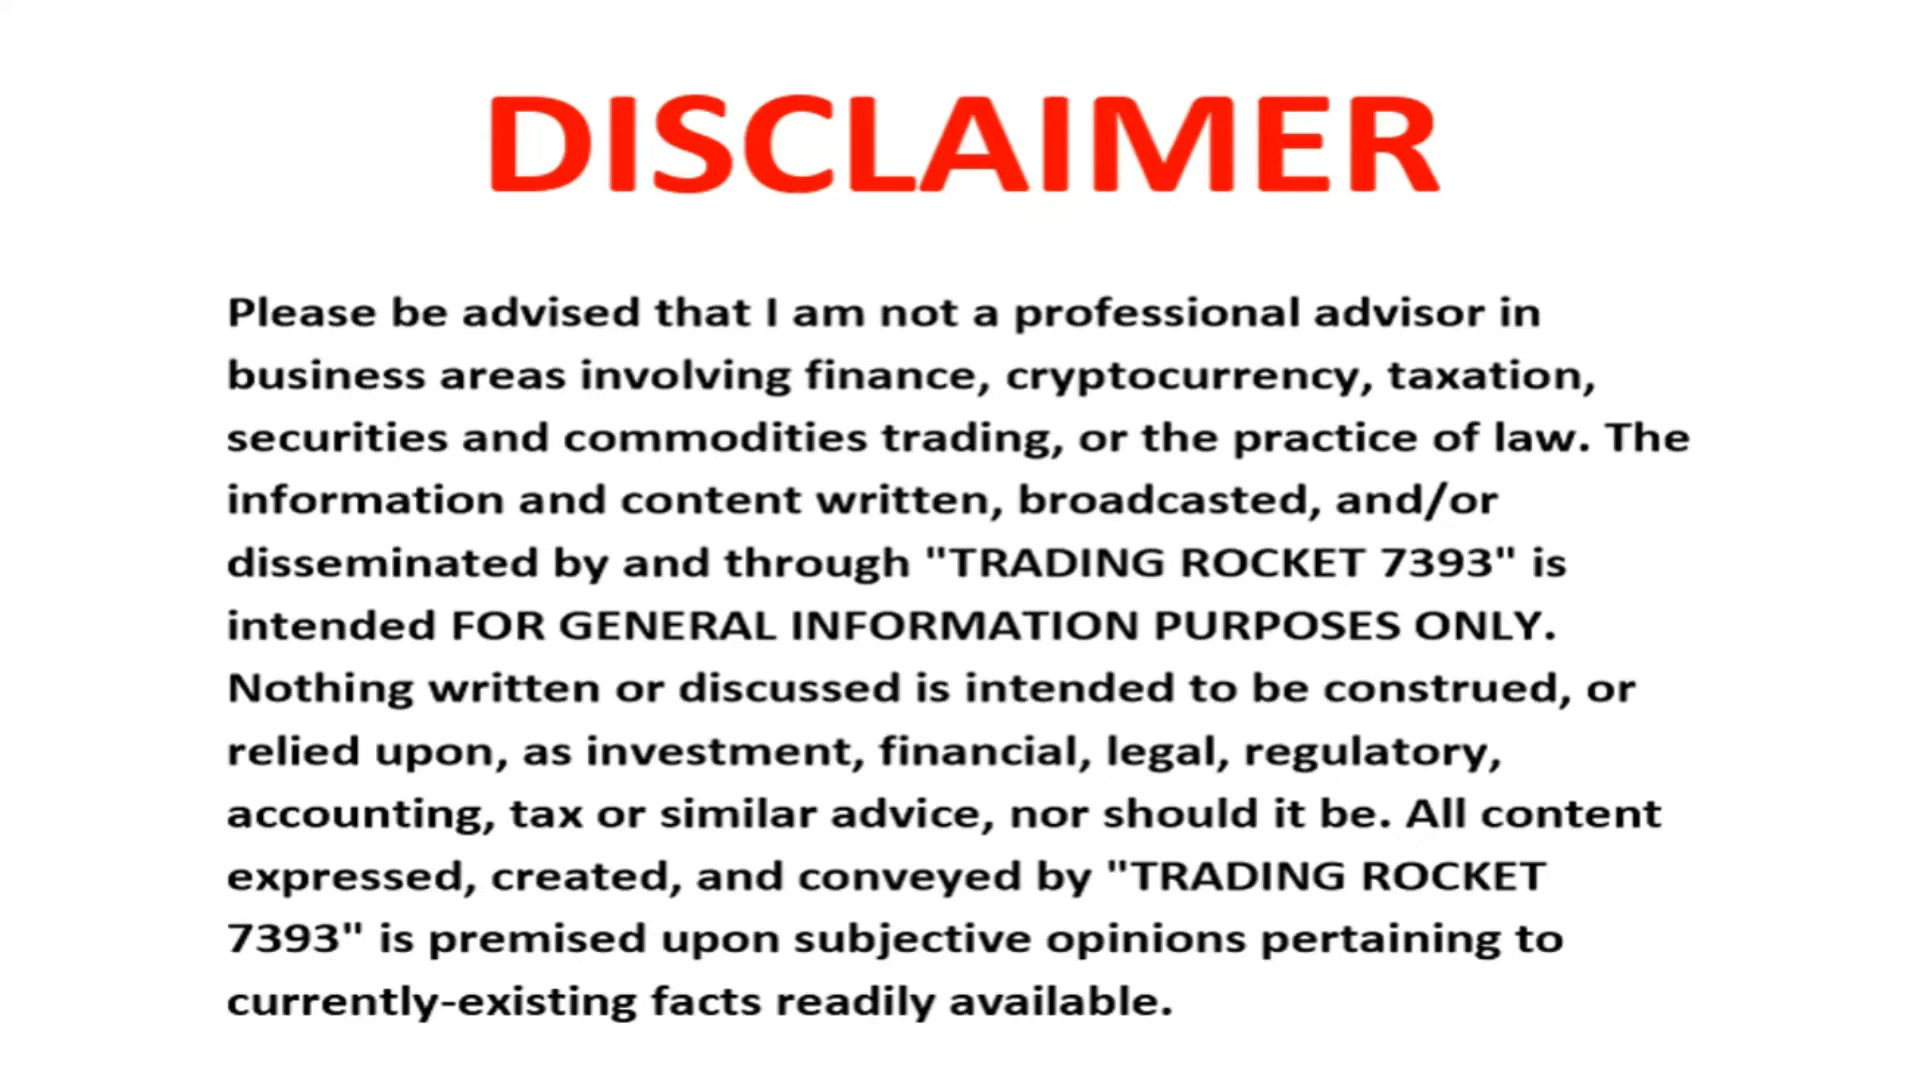 DISCLAIMER
Please be advised that I am not a professional advisor in
business areas involving finance, cryptocurrency, taxation,
securities and commodities trading, or the practice of law. The
information and content written, broadcasted, and/or
disseminated by and through "TRADING ROCKET 7393" is
intended FOR GENERAL INFORMATION PURPOSES ONLY.
Nothing written or discussed is intended to be construed, or
relied upon, as investment, financial, legal, regulatory,
accounting, tax or similar advice, nor should it be. All content
expressed, created, and conveyed by "TRADING ROCKET
7393" is premised upon subjective opinions pertaining to
currently-existing facts readily available.